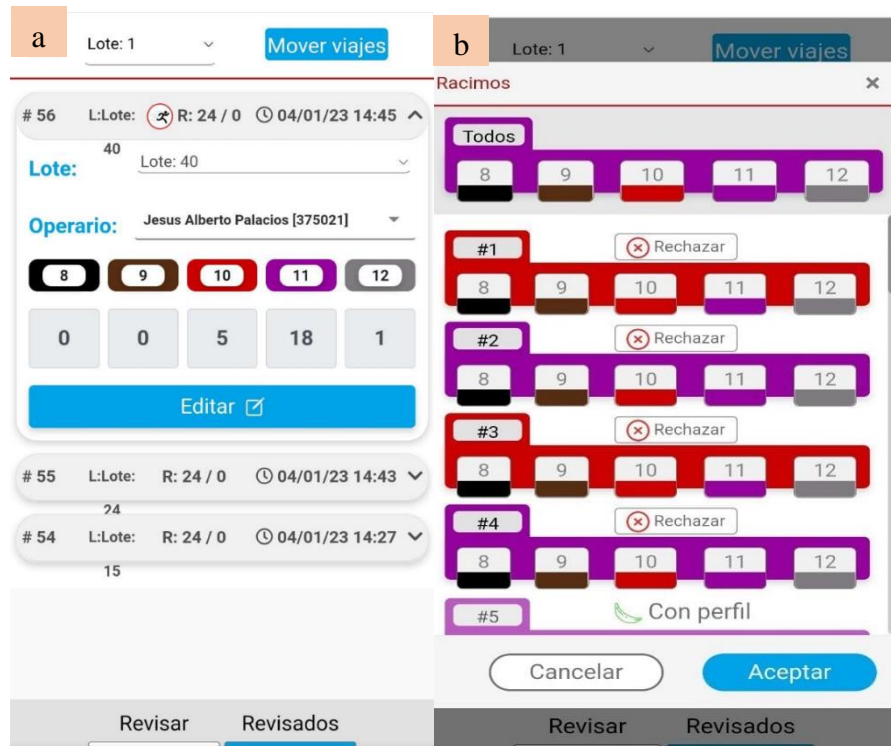 a
Lote: 1
Mover viajes
# 56 L:Lote: R: 24 / 0 04/01/23 14:45
40
Lote: Lote: 40
Operario: Jesus Alberto Palacios [375021]
8 9 10 11 12
0 0 5 18 1
Editar
# 55 L:Lote: R: 24 / 0 04/01/23 14:43
24
# 54 L:Lote: R: 24 / 0 04/01/23 14:27
15
Revisar Revisados
b
Lote: 1
Mover viajes
Racimos ×
Todos
8 9 10 11 12
#1 Rechazar
8 9 10 11 12
#2 Rechazar
8 9 10 11 12
#3 Rechazar
8 9 10 11 12
#4 Rechazar
8 9 10 11 12
#5 Con perfil
Cancelar Aceptar
Revisar Revisados